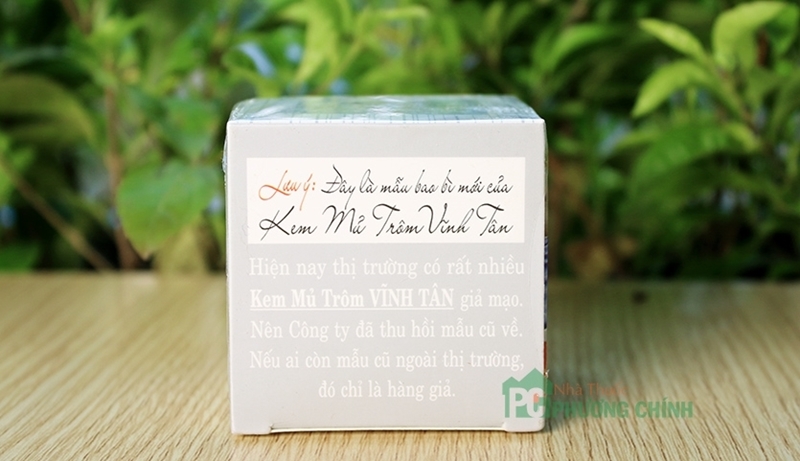 Lưu ý: Đây là mẫu bao bì mới của
Kem Mủ Trôm Vĩnh Tân
Hiện nay thị trường có rất nhiều
Kem Mủ Trôm VĨNH TÂN giả mạo.
Nên Công ty đã thu hồi mẫu cũ về.
Nếu ai còn mẫu cũ ngoài thị trường,
đó chỉ là hàng giả.
Nhà Thuốc
PC PHƯƠNG CHÍNH